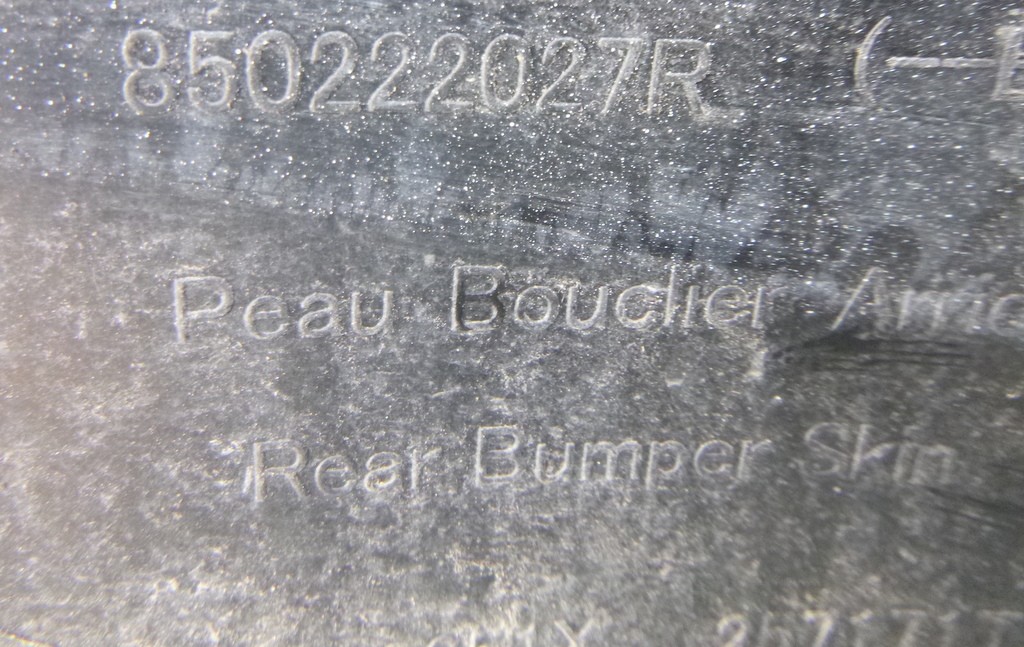 850222027R (—
Peau Bouclier
Rear Bumper Skin